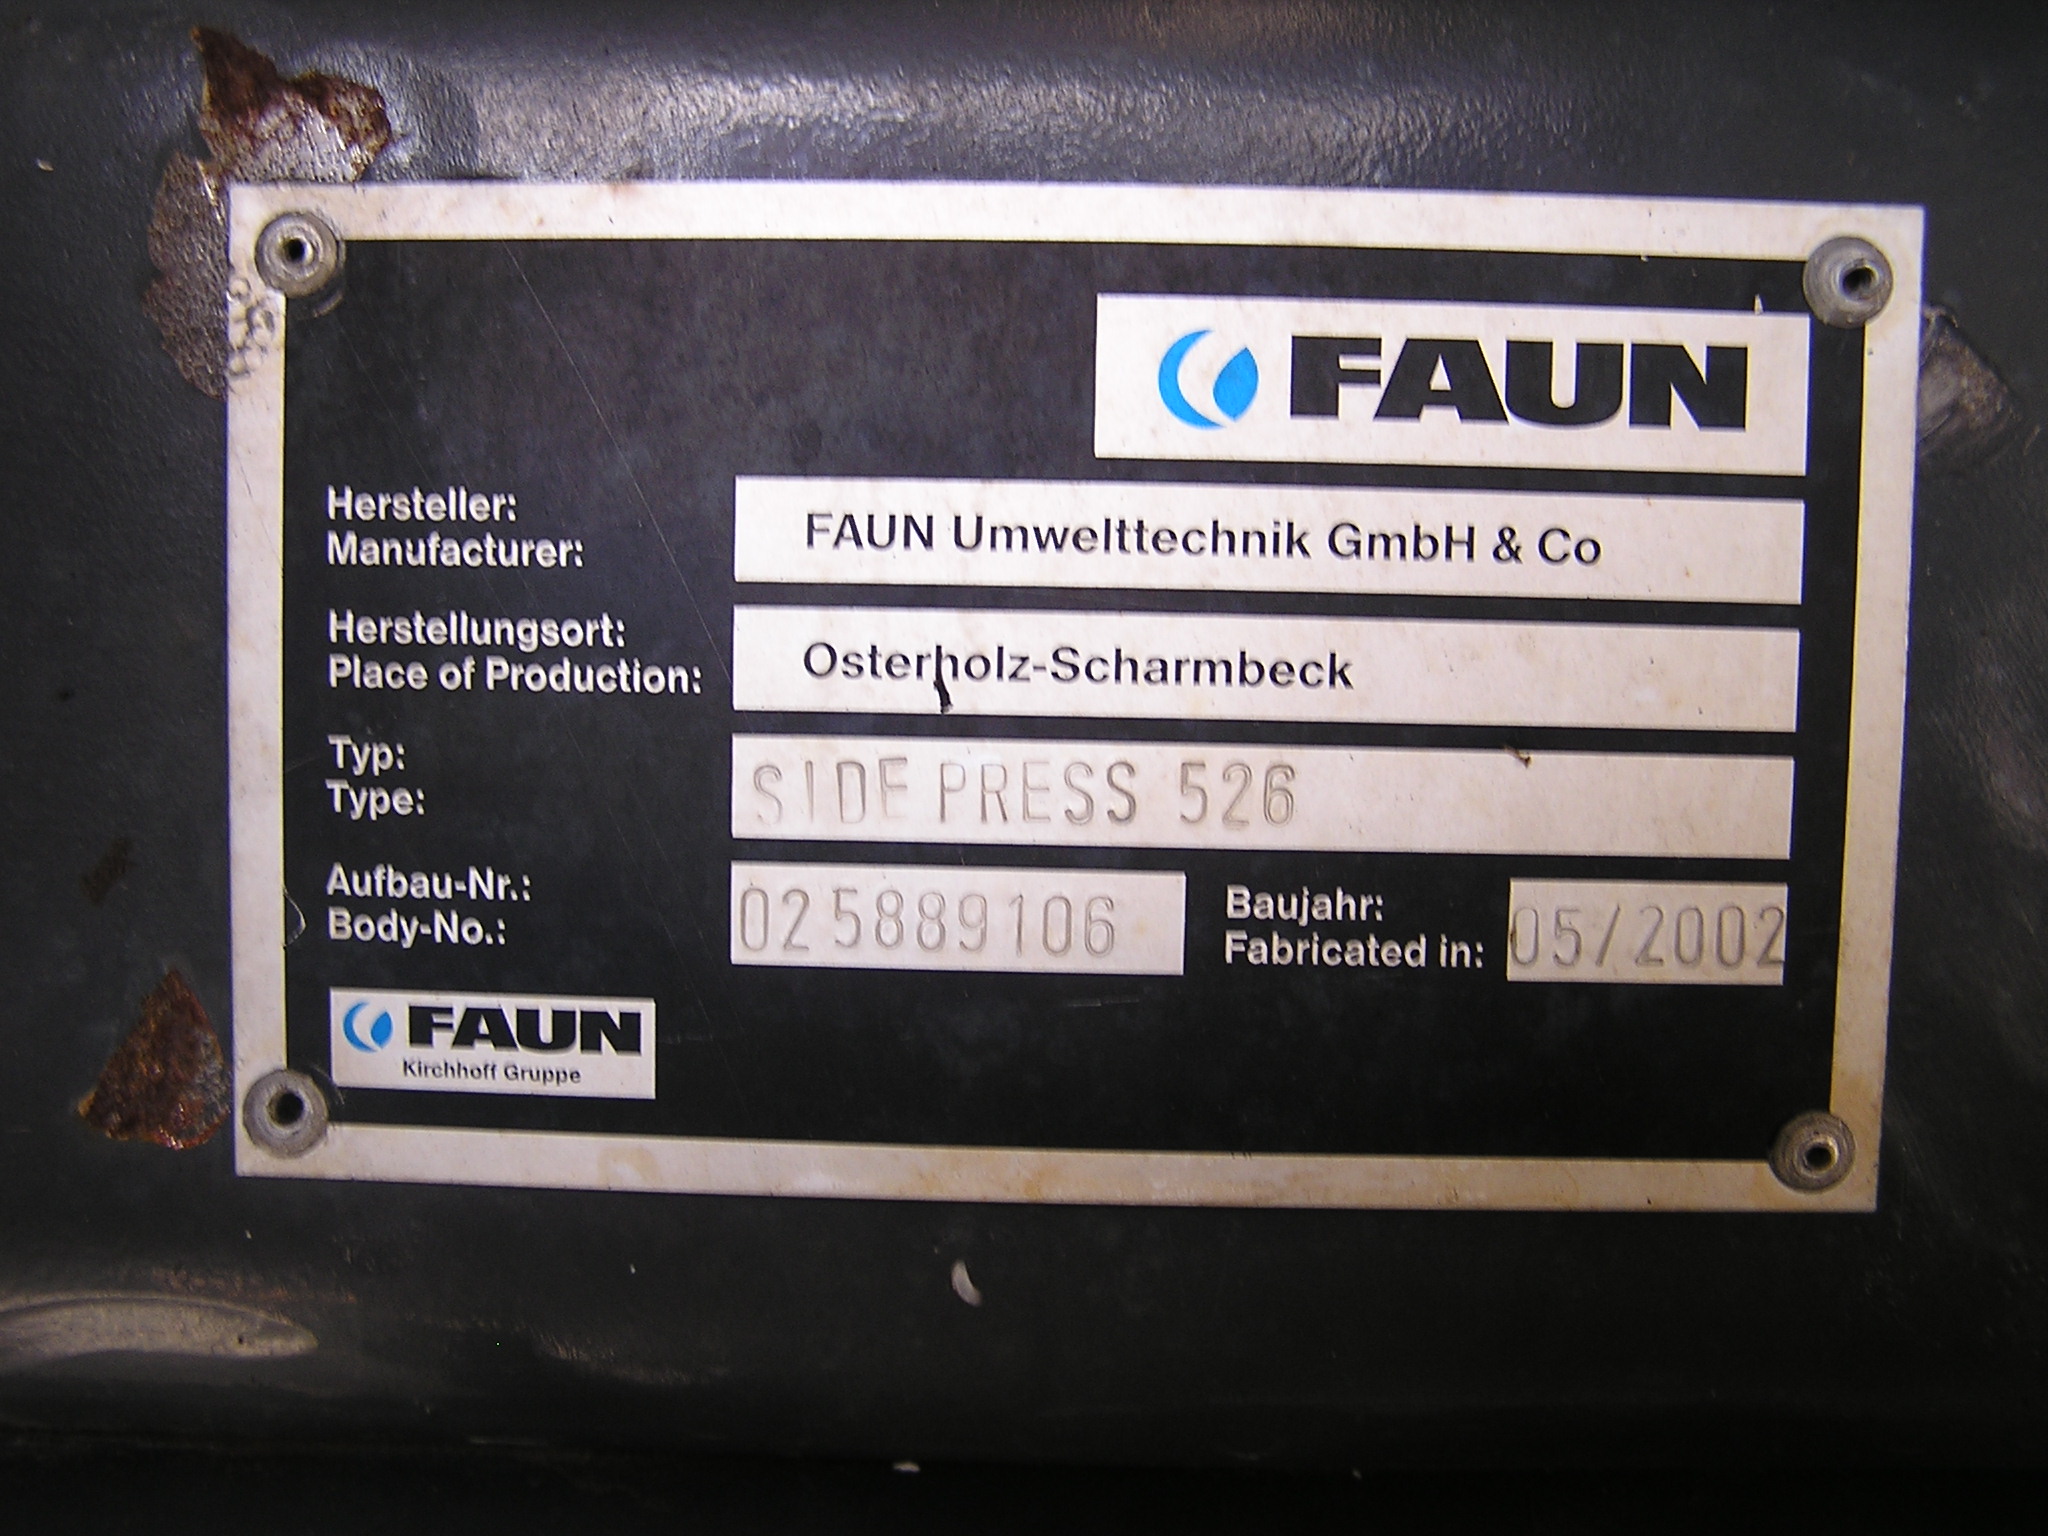 FAUN
Hersteller:
Manufacturer:
FAUN Umwelttechnik GmbH & Co
Herstellungsort:
Place of Production:
Osterholz-Scharmbeck
Typ:
Type:
SIDE PRESS 526
Aufbau-Nr.:
Body-No.:
025889106
Baujahr:
Fabricated in:
05/2002
FAUN
Kirchhoff Gruppe